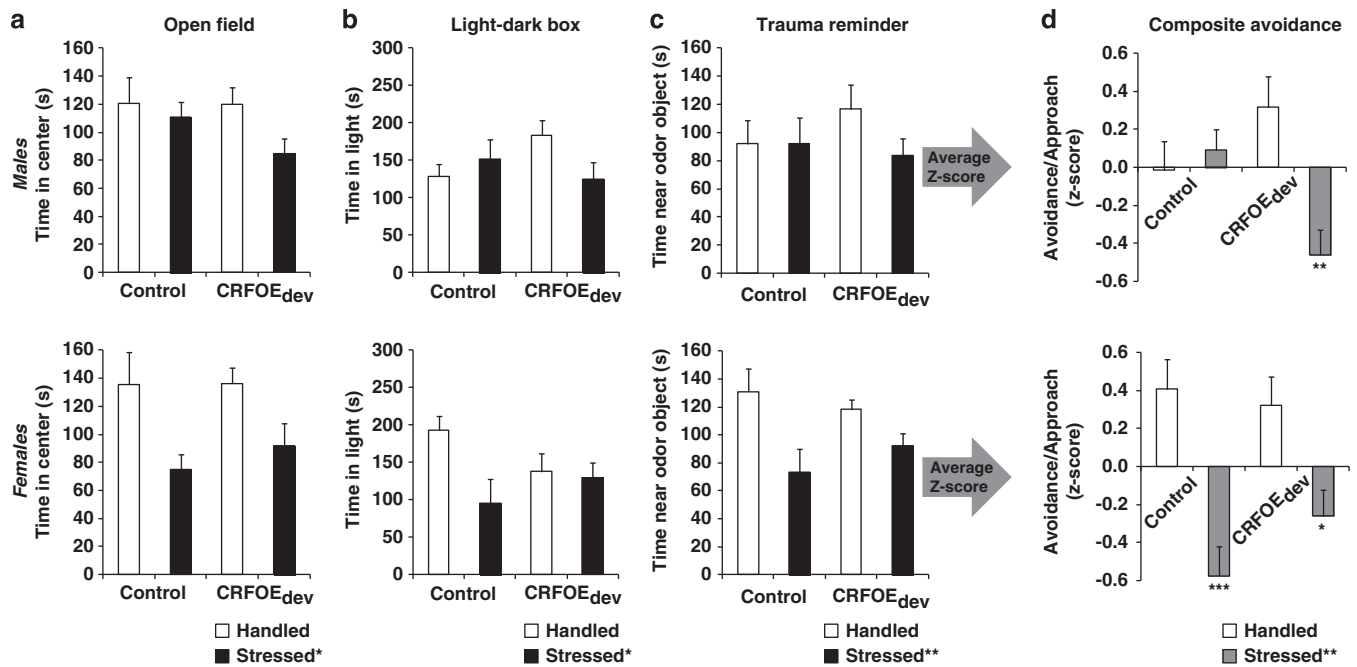 a Open field
b Light-dark box
c Trauma reminder
d Composite avoidance
Males
Time in center (s)
160
140
120
100
80
60
40
20
0
Control CRFOEdev
Time in light (s)
300
250
200
150
100
50
0
Control CRFOEdev
Time near odor object (s)
160
140
120
100
80
60
40
20
0
Control CRFOEdev
Average
Z-score
Avoidance/Approach
(z-score)
0.6
0.4
0.2
0.0
-0.2
-0.4
-0.6
Control
CRFOEdev
**
Females
Time in center (s)
160
140
120
100
80
60
40
20
0
Control CRFOEdev
Time in light (s)
300
250
200
150
100
50
0
Control CRFOEdev
Time near odor object (s)
160
140
120
100
80
60
40
20
0
Control CRFOEdev
Average
Z-score
Avoidance/Approach
(z-score)
0.6
0.4
0.2
0.0
-0.2
-0.4
-0.6
Control
CRFOEdev
***
*
Handled
Stressed*
Handled
Stressed*
Handled
Stressed**
Handled
Stressed**